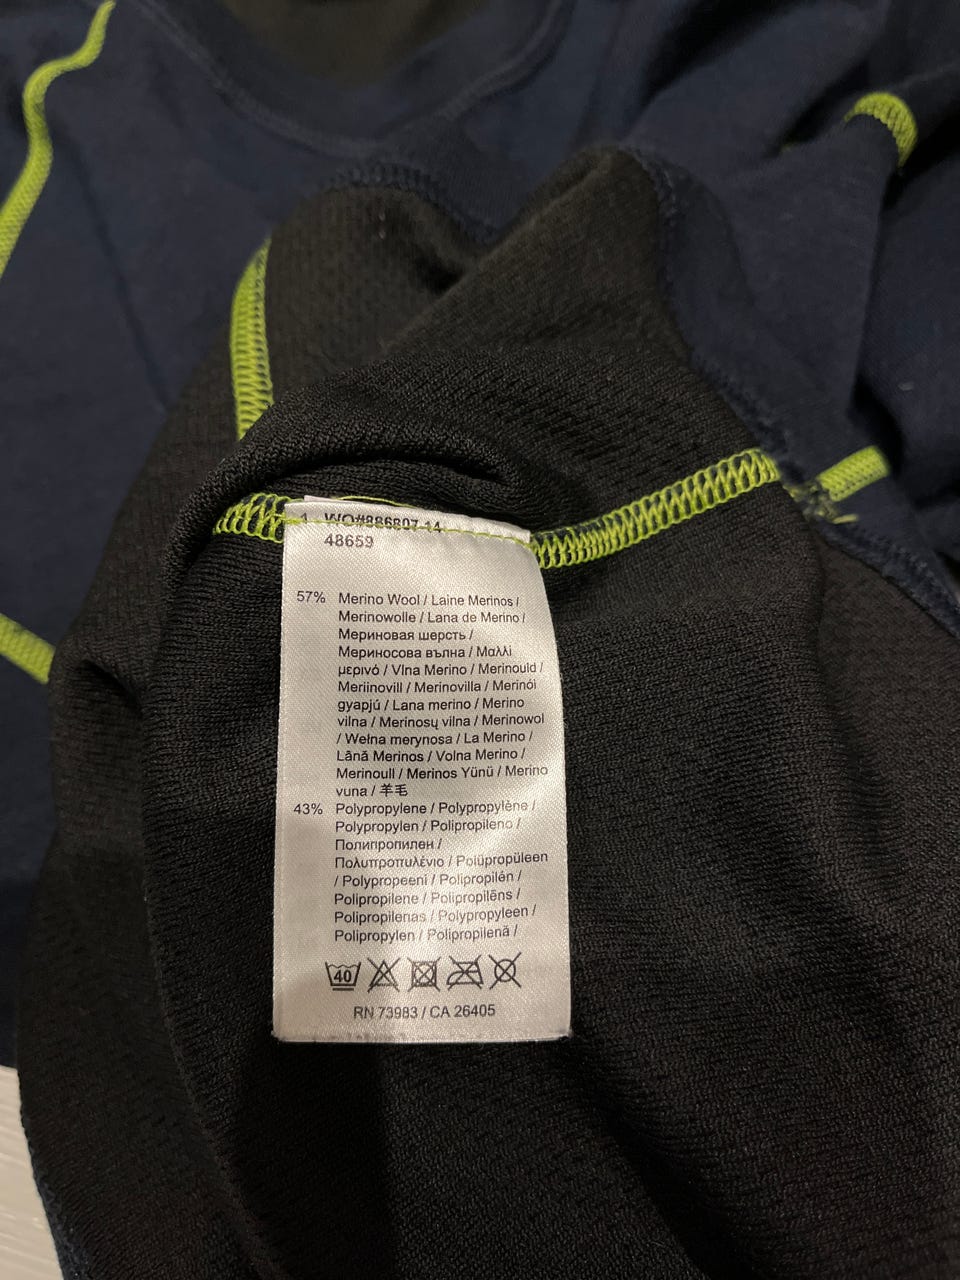 1 WO#886807-14
48659
57% Merino Wool / Laine Merinos /
Merinowolle / Lana de Merino /
Мериновая шерсть /
Мериносова вълна / Μαλλί
μερινό / Vlna Merino / Merinould /
Meriinovill / Merinovilla / Merinói
gyapjú / Lana merino / Merino
vilna / Merinosų vilna / Merinowol
/ Wełna merynosa / La Merino /
Lână Merinos / Volna Merino /
Merinoull / Merinos Yünü / Merino
vuna / 羊毛
43% Polypropylene / Polypropylène /
Polypropylen / Polipropileno /
Полипропилен /
Πολυπροπυλένιο / Polüpropüleen
/ Polypropeeni / Polipropilén /
Polipropilene / Polipropilēns /
Polipropilenas / Polypropyleen /
Polipropylen / Polipropilenă /
40
RN 73983 / CA 26405